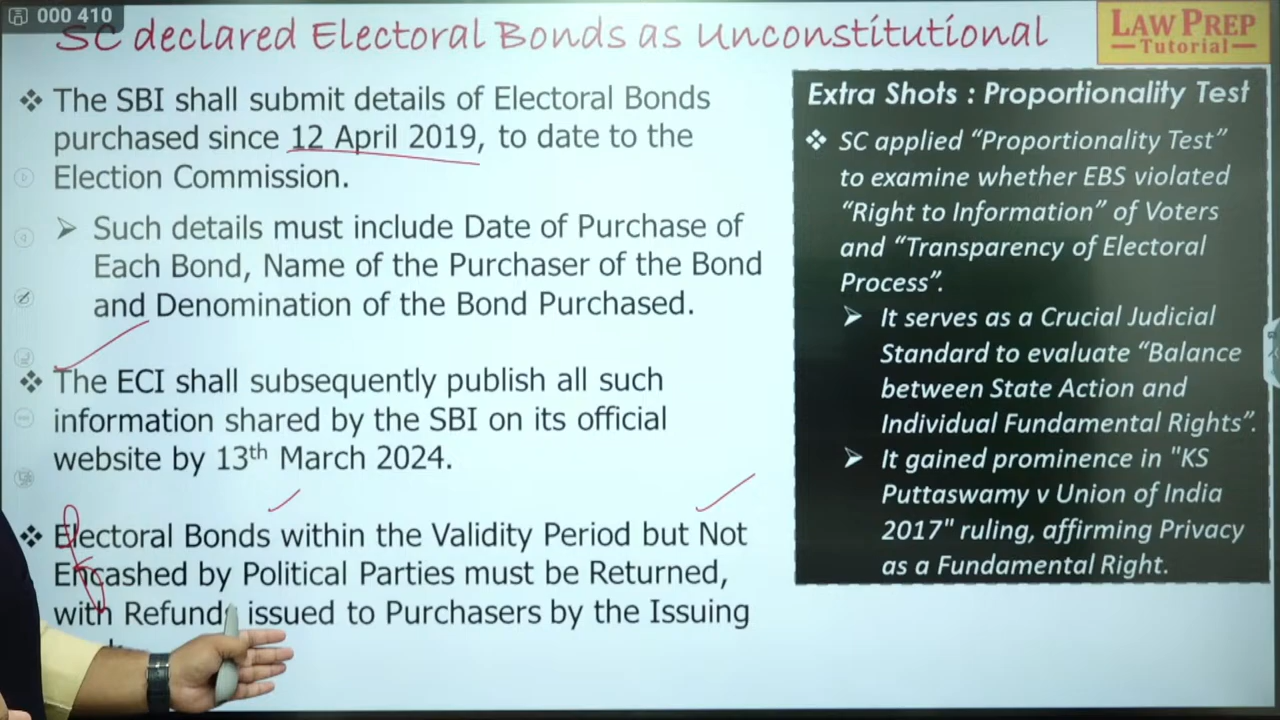 000 410
SC declared Electoral Bonds as Unconstitutional
LAW PREP
Tutorial
❖ The SBI shall submit details of Electoral Bonds
purchased since 12 April 2019, to date to the
Election Commission.
➢ Such details must include Date of Purchase of
Each Bond, Name of the Purchaser of the Bond
and Denomination of the Bond Purchased.
❖ The ECI shall subsequently publish all such
information shared by the SBI on its official
website by 13th March 2024.
❖ Electoral Bonds within the Validity Period but Not
Encashed by Political Parties must be Returned,
with Refunds issued to Purchasers by the Issuing
Extra Shots : Proportionality Test
❖ SC applied “Proportionality Test”
to examine whether EBS violated
“Right to Information” of Voters
and “Transparency of Electoral
Process”.
➢ It serves as a Crucial Judicial
Standard to evaluate “Balance
between State Action and
Individual Fundamental Rights”.
➢ It gained prominence in "KS
Puttaswamy v Union of India
2017" ruling, affirming Privacy
as a Fundamental Right.